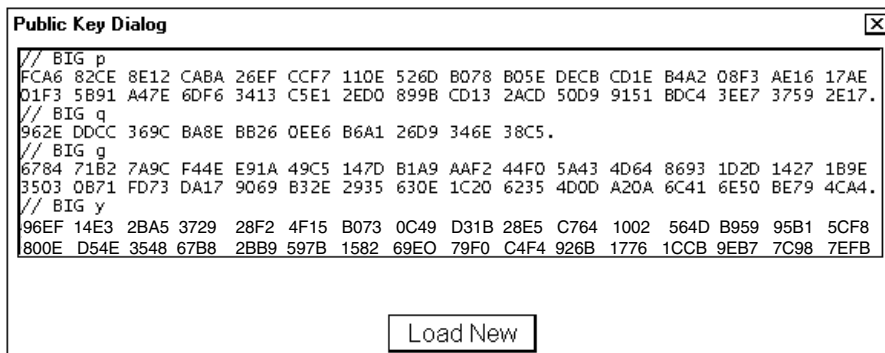 Public Key Dialog
// BIG p
FCA6 82CE 8E12 CABA 26EF CCF7 110E 526D B078 B05E DECB CD1E B4A2 08F3 AE16 17AE
01F3 5B91 A47E 6DF6 3413 C5E1 2ED0 899B CD13 2ACD 50D9 9151 BDC4 3EE7 3759 2E17.
// BIG q
962E DDCC 369C BA8E BB26 0EE6 B6A1 26D9 346E 38C5.
// BIG g
6784 71B2 7A9C F44E E91A 49C5 147D B1A9 AAF2 44F0 5A43 4D64 8693 1D2D 1427 1B9E
3503 0B71 FD73 DA17 9069 B32E 2935 630E 1C20 6235 4D0D A20A 6C41 6E50 BE79 4CA4.
// BIG y
96EF 14E3 2BA5 3729 28F2 4F15 B073 0C49 D31B 28E5 C764 1002 564D B959 95B1 5CF8
800E D54E 3548 67B8 2BB9 597B 1582 69EO 79F0 C4F4 926B 1776 1CCB 9EB7 7C98 7EFB
Load New